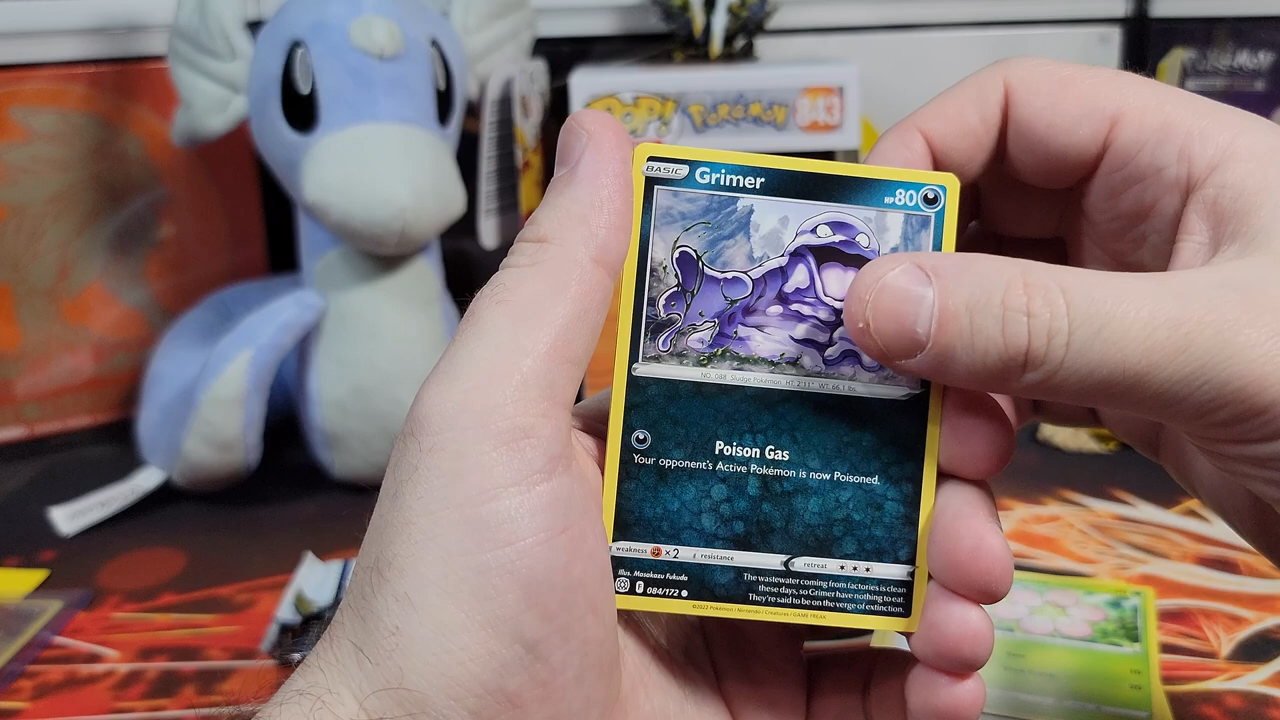 POP! POKÉMON 843
POKÉMON
BASIC Grimer HP 80
NO. 088 Sludge Pokémon HT: 2'11" WT: 66.1 lbs.
Poison Gas
Your opponent's Active Pokémon is now Poisoned.
weakness ×2 resistance retreat
Illus. Masakazu Fukuda
F 084/172
The wastewater coming from factories is clean
these days, so Grimer have nothing to eat.
They're said to be on the verge of extinction.
©2022 Pokémon / Nintendo / Creatures / GAME FREAK